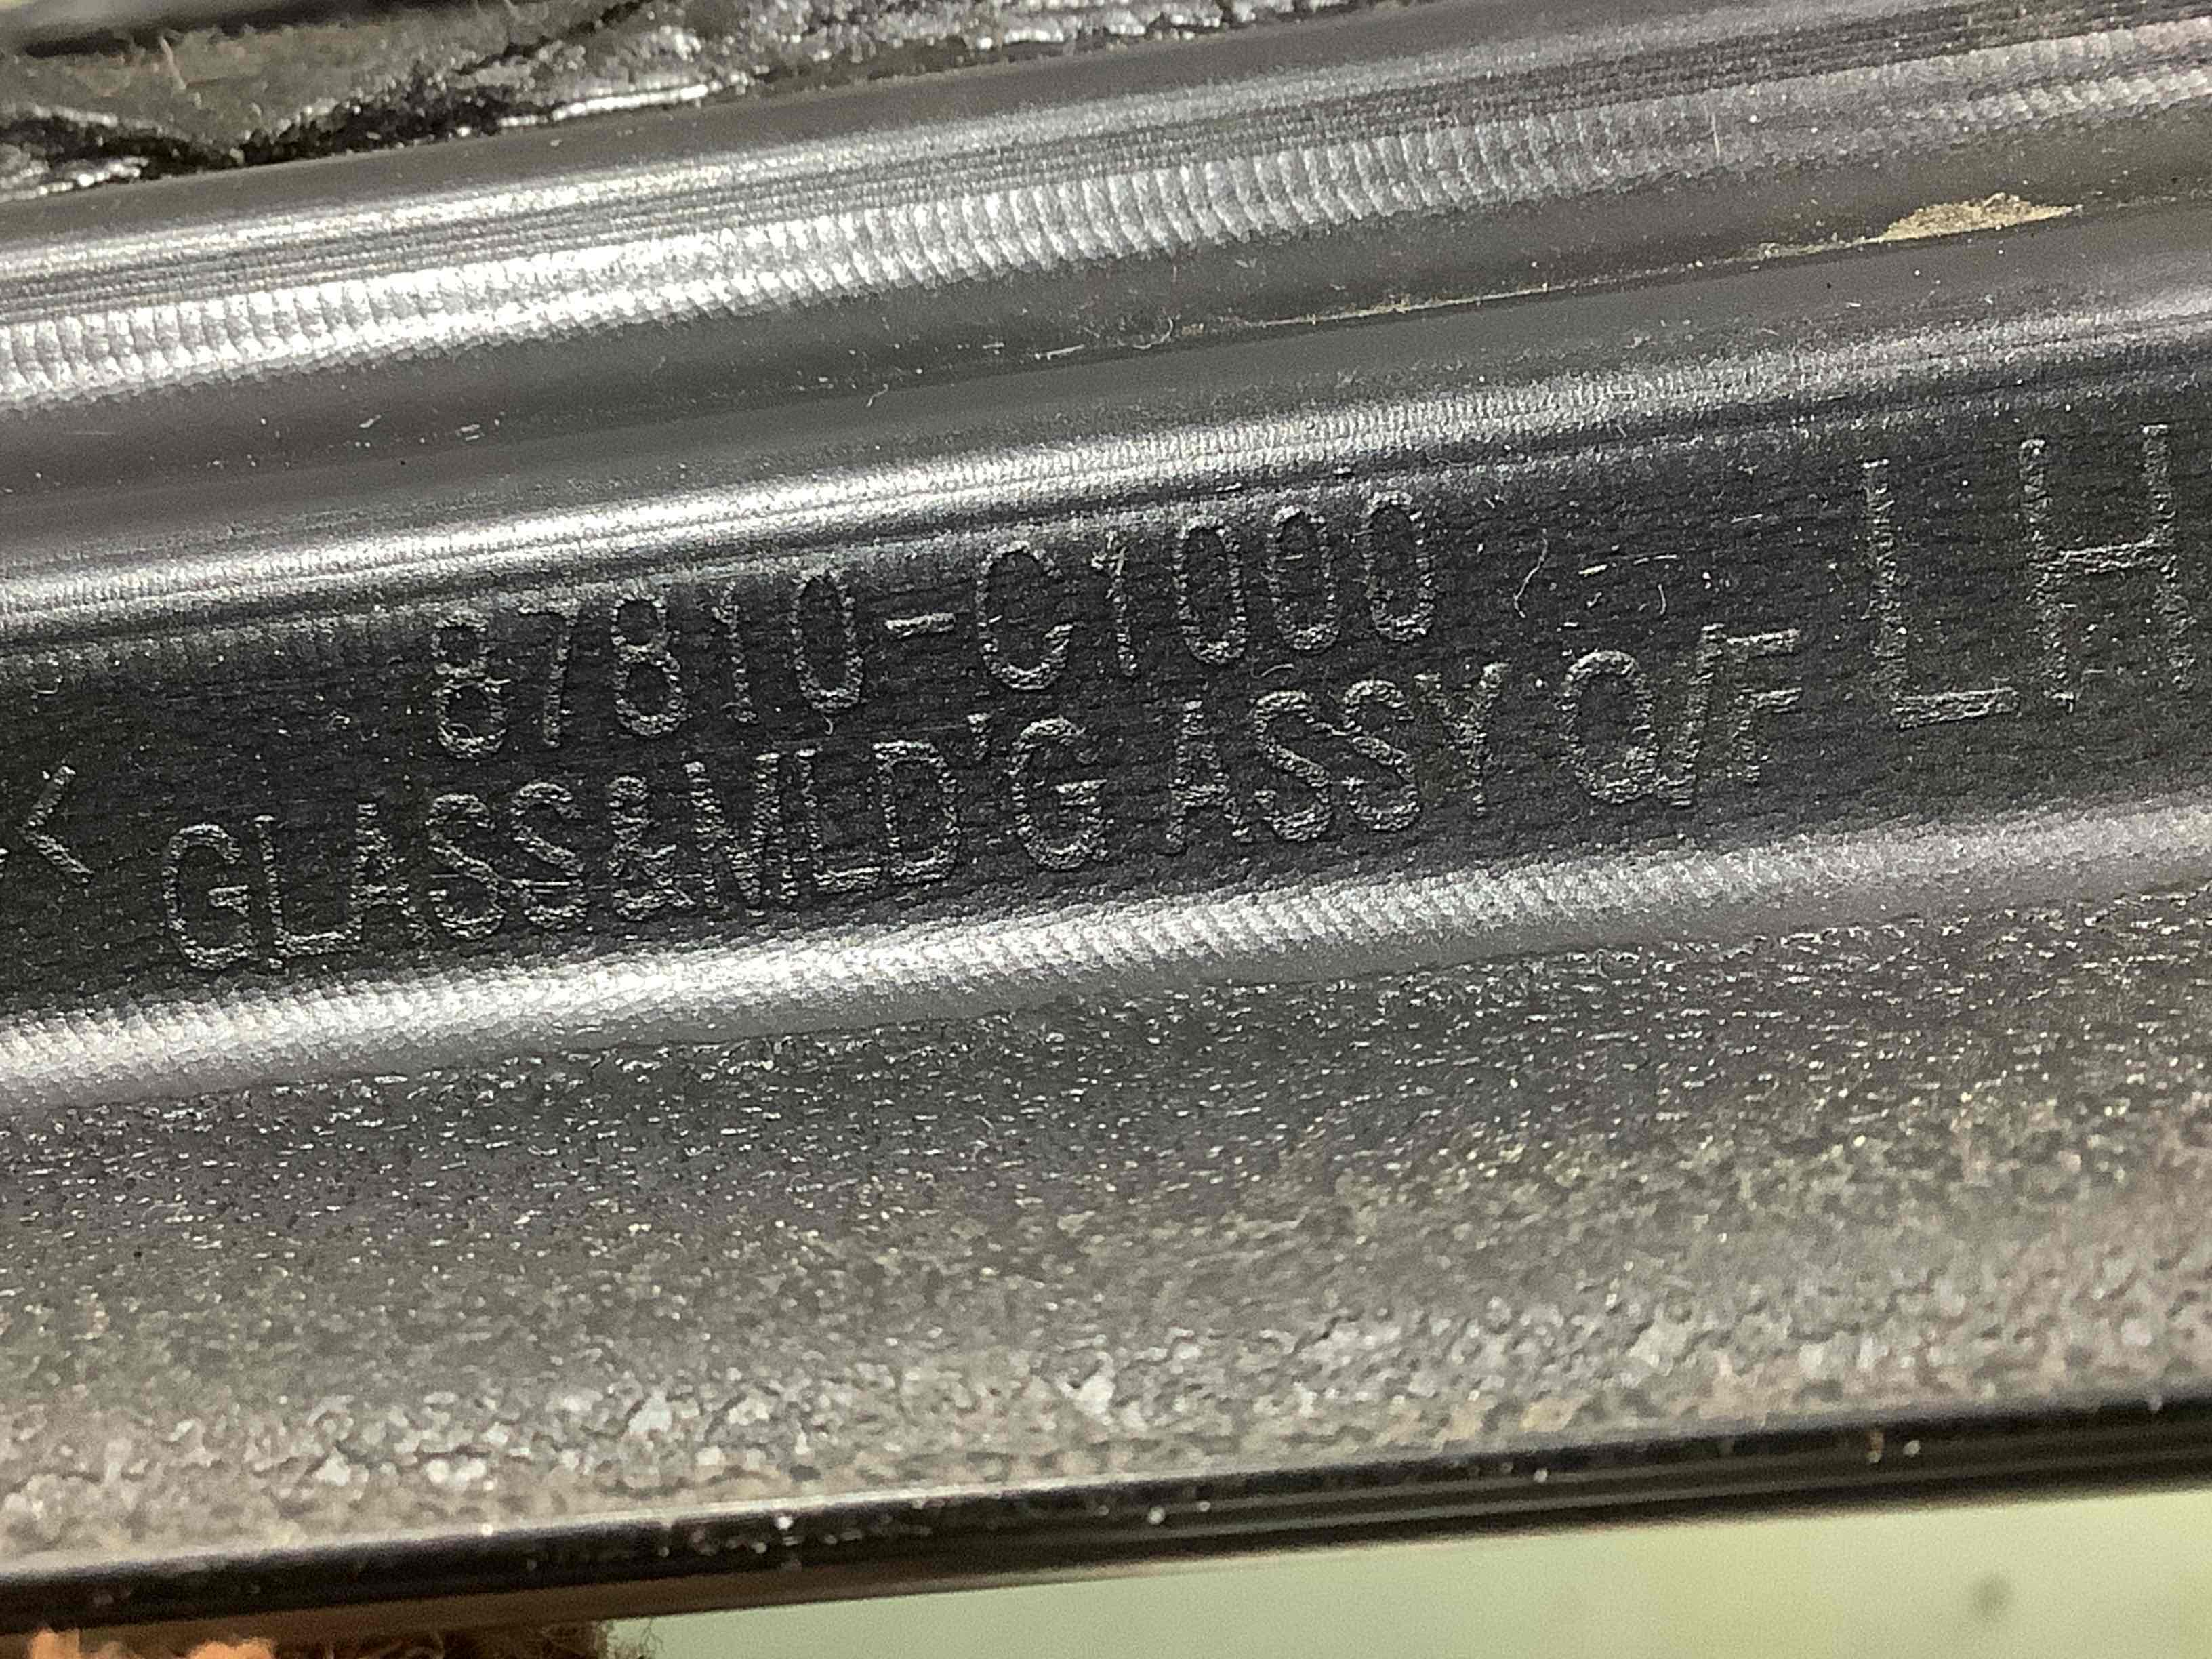 87810-C1000
GLASS&MLD'G ASSY Q/F
LH